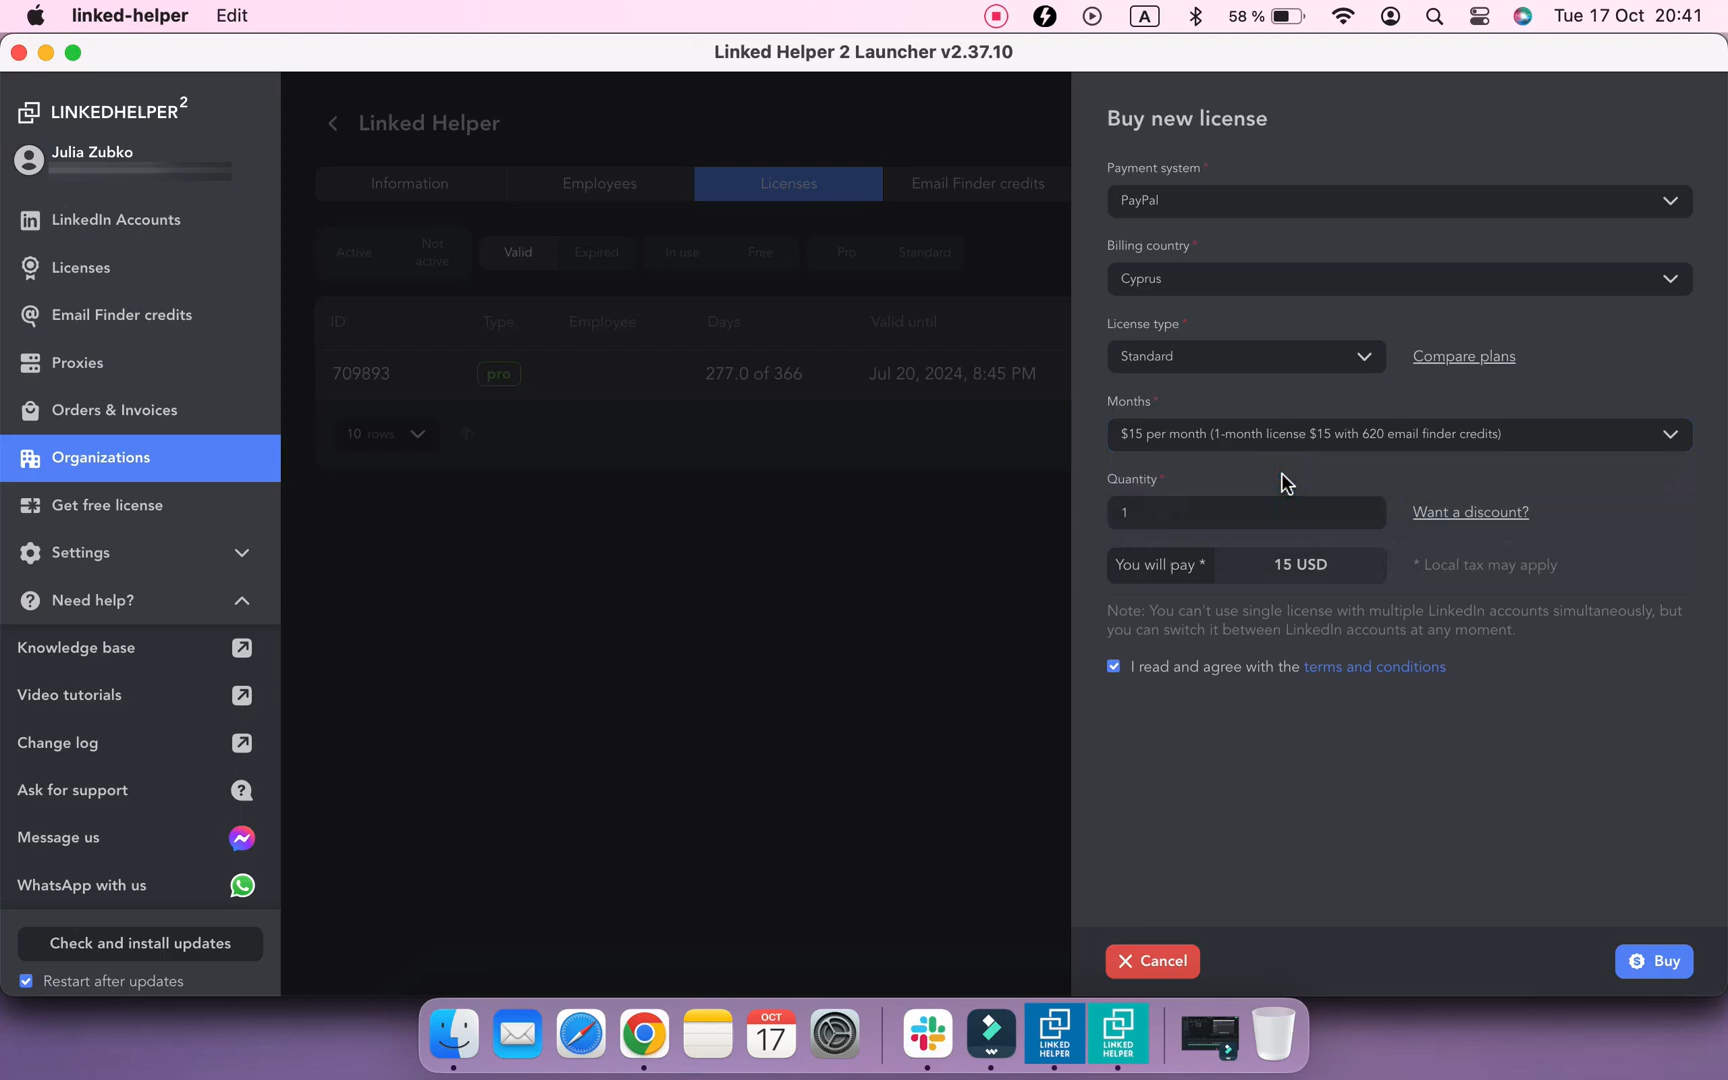 linked-helper Edit
A 58 % Tue 17 Oct 20:41
Linked Helper 2 Launcher v2.37.10
LINKEDHELPER2
Julia Zubko
LinkedIn Accounts
Licenses
Email Finder credits
Proxies
Orders & Invoices
Organizations
Get free license
Settings
Need help?
Knowledge base
Video tutorials
Change log
Ask for support
Message us
WhatsApp with us
Check and install updates
Restart after updates
Linked Helper
Information Employees Licenses Email Finder credits
Active Not active Valid Expired In use Free Pro Standard
ID Type Employee Days Valid until
709893 pro 277.0 of 366 Jul 20, 2024, 8:45 PM
10 rows
Buy new license
Payment system *
PayPal
Billing country *
Cyprus
License type *
Standard Compare plans
Months *
$15 per month (1-month license $15 with 620 email finder credits)
Quantity *
1 Want a discount?
You will pay * 15 USD * Local tax may apply
Note: You can't use single license with multiple LinkedIn accounts simultaneously, but
you can switch it between LinkedIn accounts at any moment.
I read and agree with the terms and conditions
Cancel Buy
OCT
17
LINKED
HELPER
LINKED
HELPER